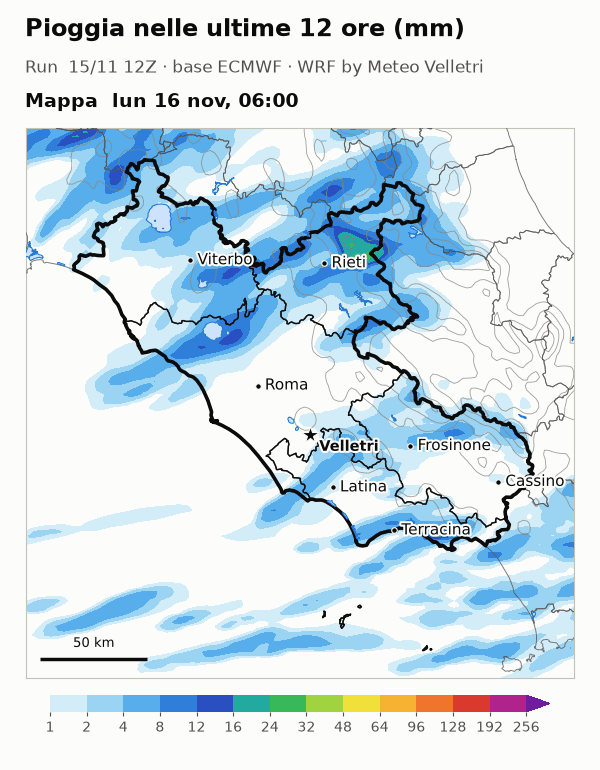 Pioggia nelle ultime 12 ore (mm)
Run  15/11 12Z · base ECMWF · WRF by Meteo Velletri
Mappa  lun 16 nov, 06:00
Viterbo
Rieti
Roma
Velletri
Frosinone
Cassino
Latina
Terracina
50 km
1 2 4 8 12 16 24 32 48 64 96 128 192 256